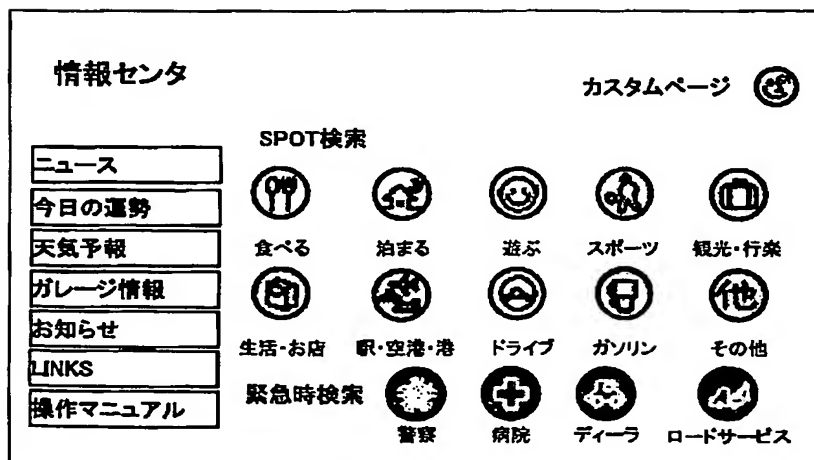 情報センタ
カスタムページ
SPOT検索
ニュース
今日の運勢
天気予報
ガレージ情報
お知らせ
LINKS
操作マニュアル
食べる 泊まる 遊ぶ スポーツ 観光・行楽
他
生活・お店 駅・空港・港 ドライブ ガソリン その他
緊急時検索
警察 病院 ディーラ ロードサービス